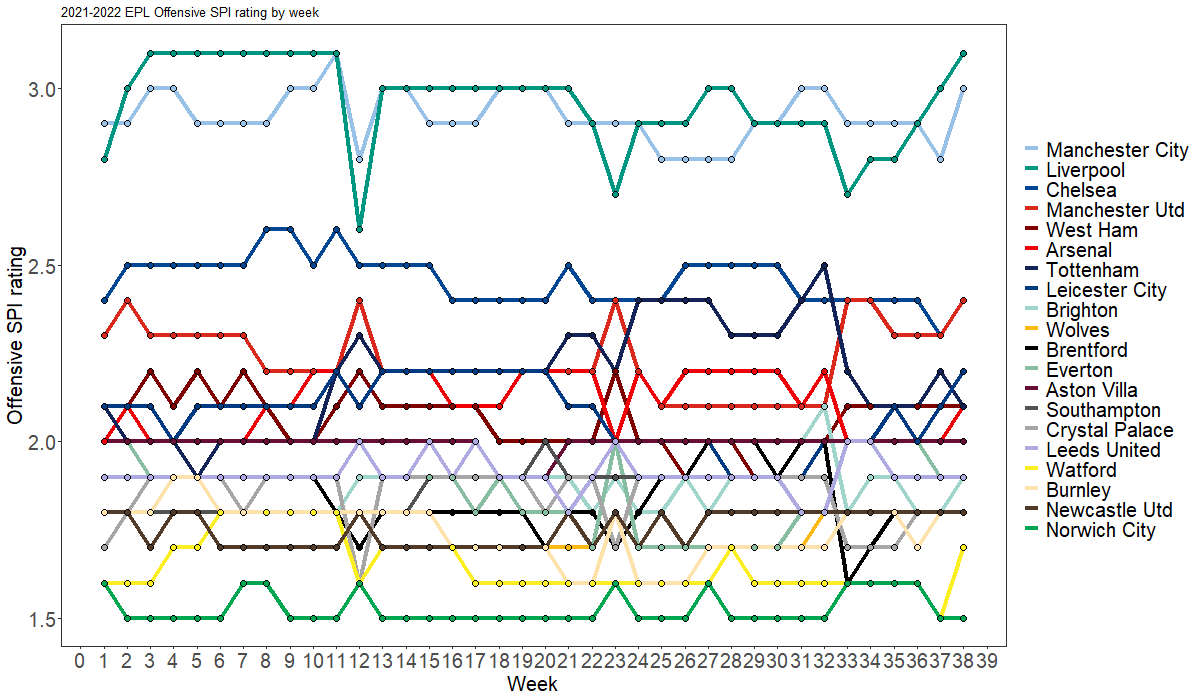 2021-2022 EPL Offensive SPI rating by week
Offensive SPI rating
3.0
2.5
2.0
1.5
0 1 2 3 4 5 6 7 8 9 10 11 12 13 14 15 16 17 18 19 20 21 22 23 24 25 26 27 28 29 30 31 32 33 34 35 36 37 38 39
Week
Manchester City
Liverpool
Chelsea
Manchester Utd
West Ham
Arsenal
Tottenham
Leicester City
Brighton
Wolves
Brentford
Everton
Aston Villa
Southampton
Crystal Palace
Leeds United
Watford
Burnley
Newcastle Utd
Norwich City